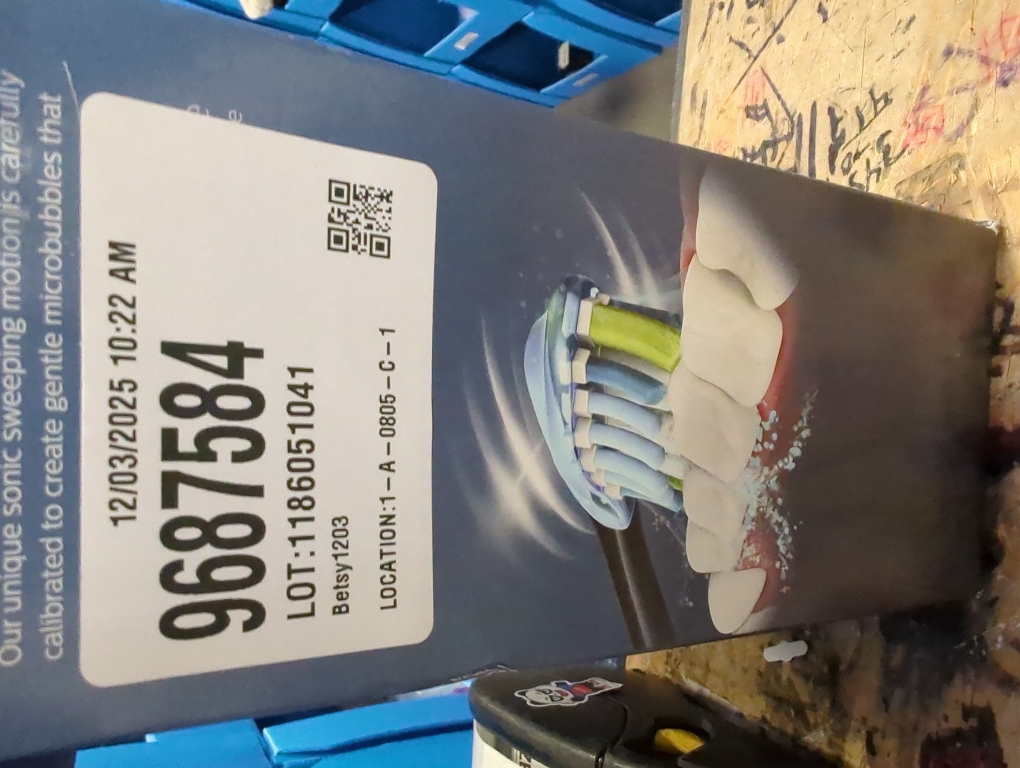 Our unique sonic sweeping motion is carefully
calibrated to create gentle microbubbles that
12/03/2025 10:22 AM
9687584
LOT:118605051041
Betsy1203
LOCATION:1-A-0805-C-1